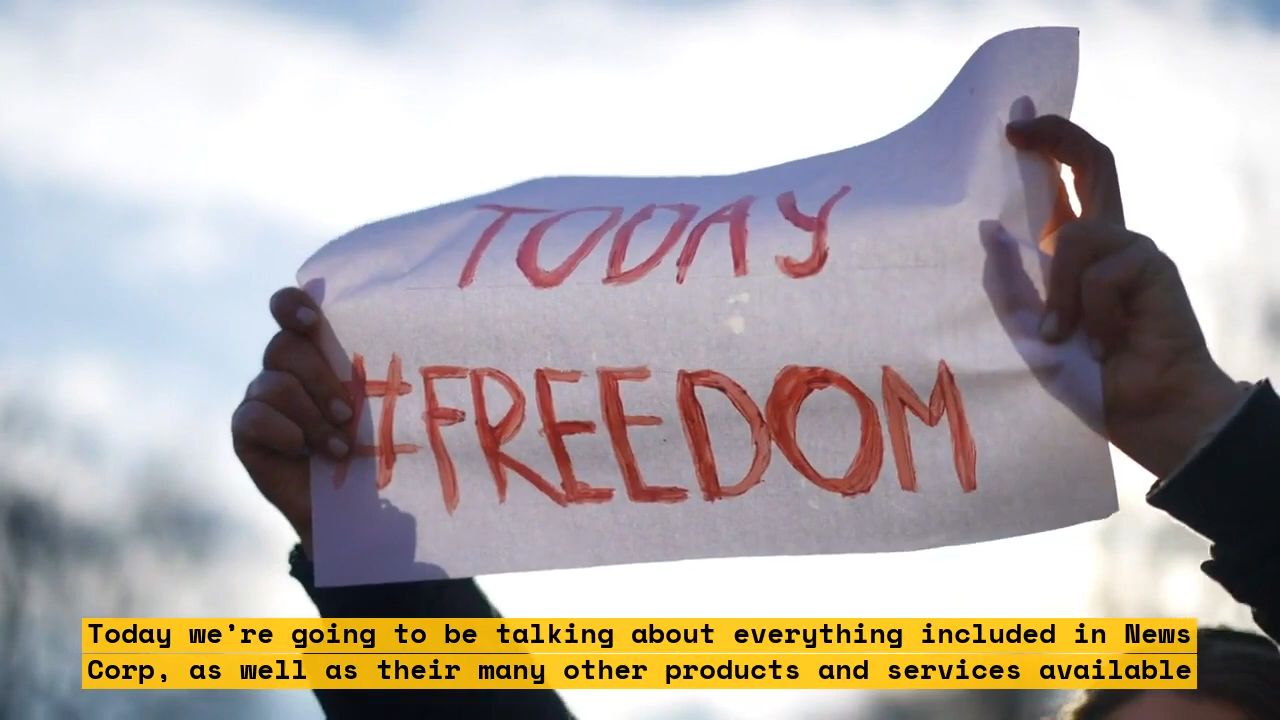 TODAY
#FREEDOM
Today we're going to be talking about everything included in News
Corp, as well as their many other products and services available